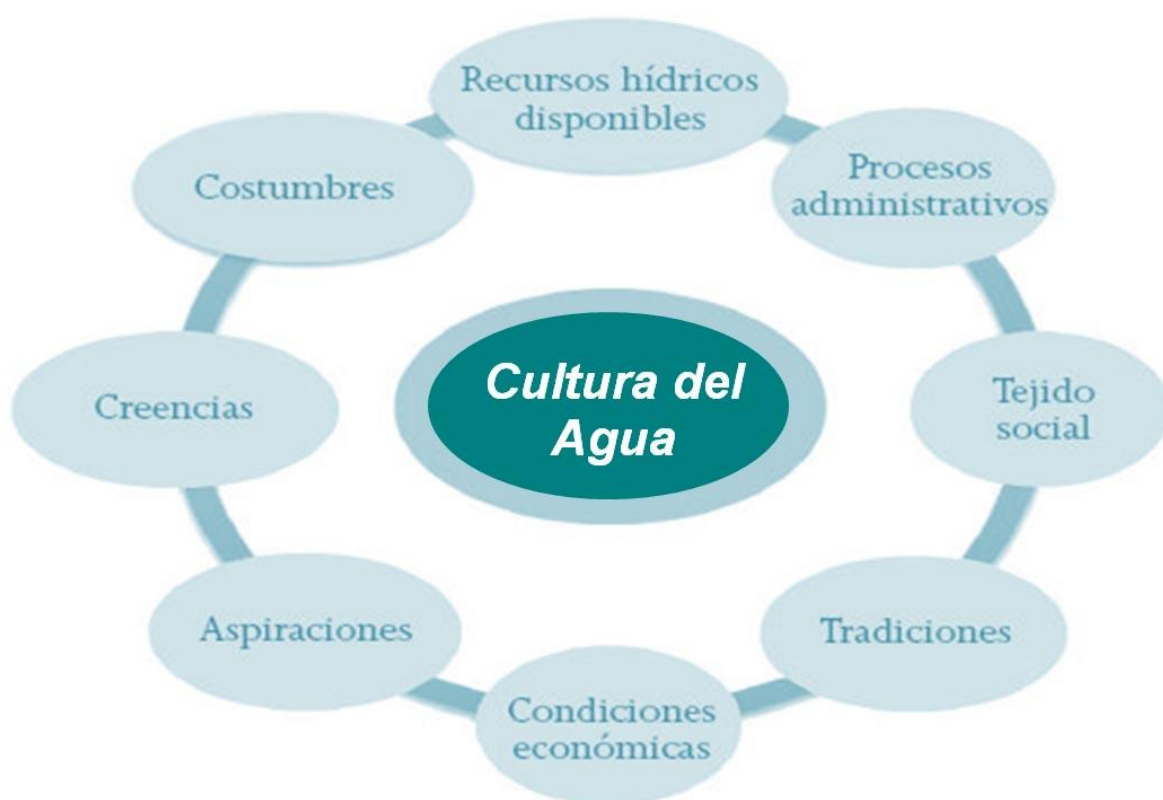 Recursos hídricos
disponibles
Procesos
administrativos
Costumbres
Cultura del
Agua
Creencias
Tejido
social
Aspiraciones
Tradiciones
Condiciones
económicas